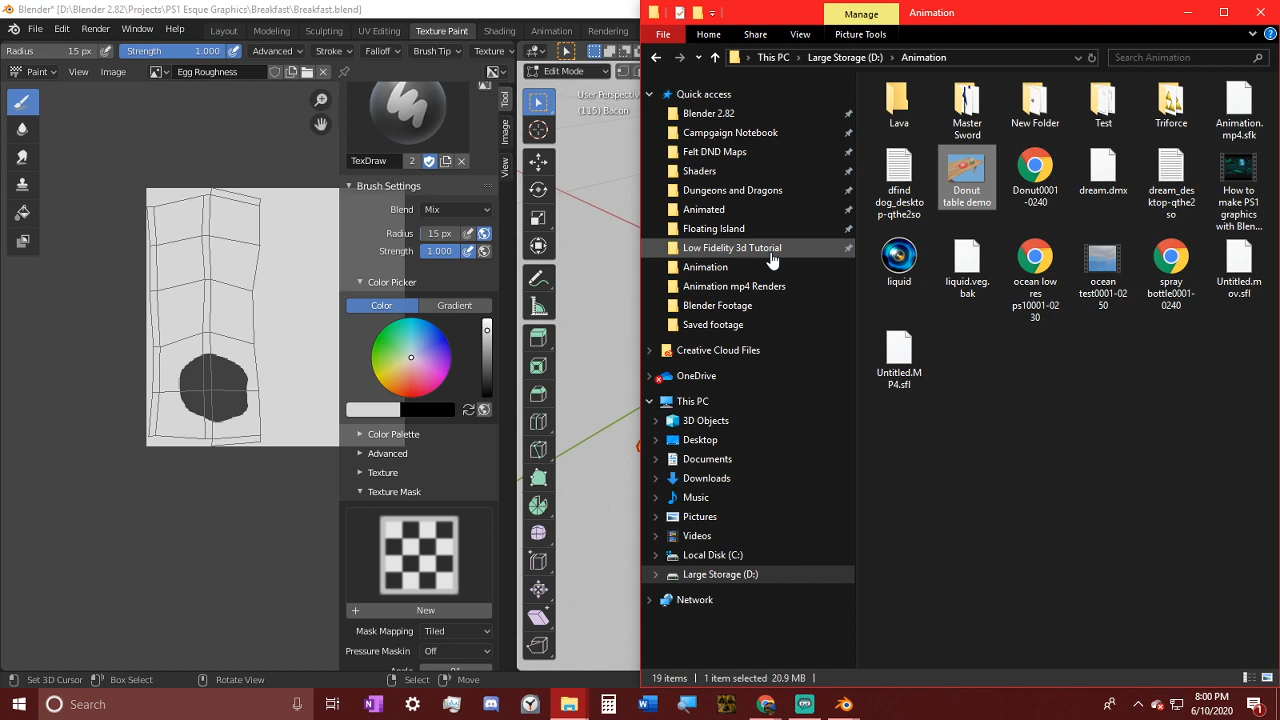 Blender* [D:\Blender 2.82\Projects\PS1 Esque Graphics\Breakfast\Breakfast.blend]
File Edit Render Window Help Layout Modeling Sculpting UV Editing Texture Paint Shading Animation Rendering
Radius 15 px Strength 1.000 Advanced Stroke Falloff Brush Tip Texture
Paint View Image Egg Roughness
Edit Mode
User Perspective
(115) Bacon
Tool
Image
View
TexDraw 2
Brush Settings
Blend Mix
Radius 15 px
Strength 1.000
Color Picker
Color Gradient
Color Palette
Advanced
Texture
Texture Mask
New
Mask Mapping Tiled
Pressure Maskin Off
Set 3D Cursor Box Select Rotate View Select Move
Manage Animation
File Home Share View Picture Tools
This PC Large Storage (D:) Animation
Search Animation
Quick access
Blender 2.82
Campgaign Notebook
Felt DND Maps
Shaders
Dungeons and Dragons
Animated
Floating Island
Low Fidelity 3d Tutorial
Animation
Animation mp4 Renders
Blender Footage
Saved footage
Creative Cloud Files
OneDrive
This PC
3D Objects
Desktop
Documents
Downloads
Music
Pictures
Videos
Local Disk (C:)
Large Storage (D:)
Network
Lava Master New Folder Test Triforce Animation.
Sword mp4.sfk
dfind Donut Donut0001 dream.dmx dream_des How to
dog_deskto table demo -0240 ktop-qthe2s make PS1
p-qthe2so o graphics
with Blen...
liquid liquid.veg. ocean low ocean spray Untitled.m
bak res test0001-02 bottle0001- ov.sfl
ps10001-02 50 0240
30
Untitled.M
P4.sfl
19 items 1 item selected 20.9 MB
Search
8:00 PM
6/10/2020
1